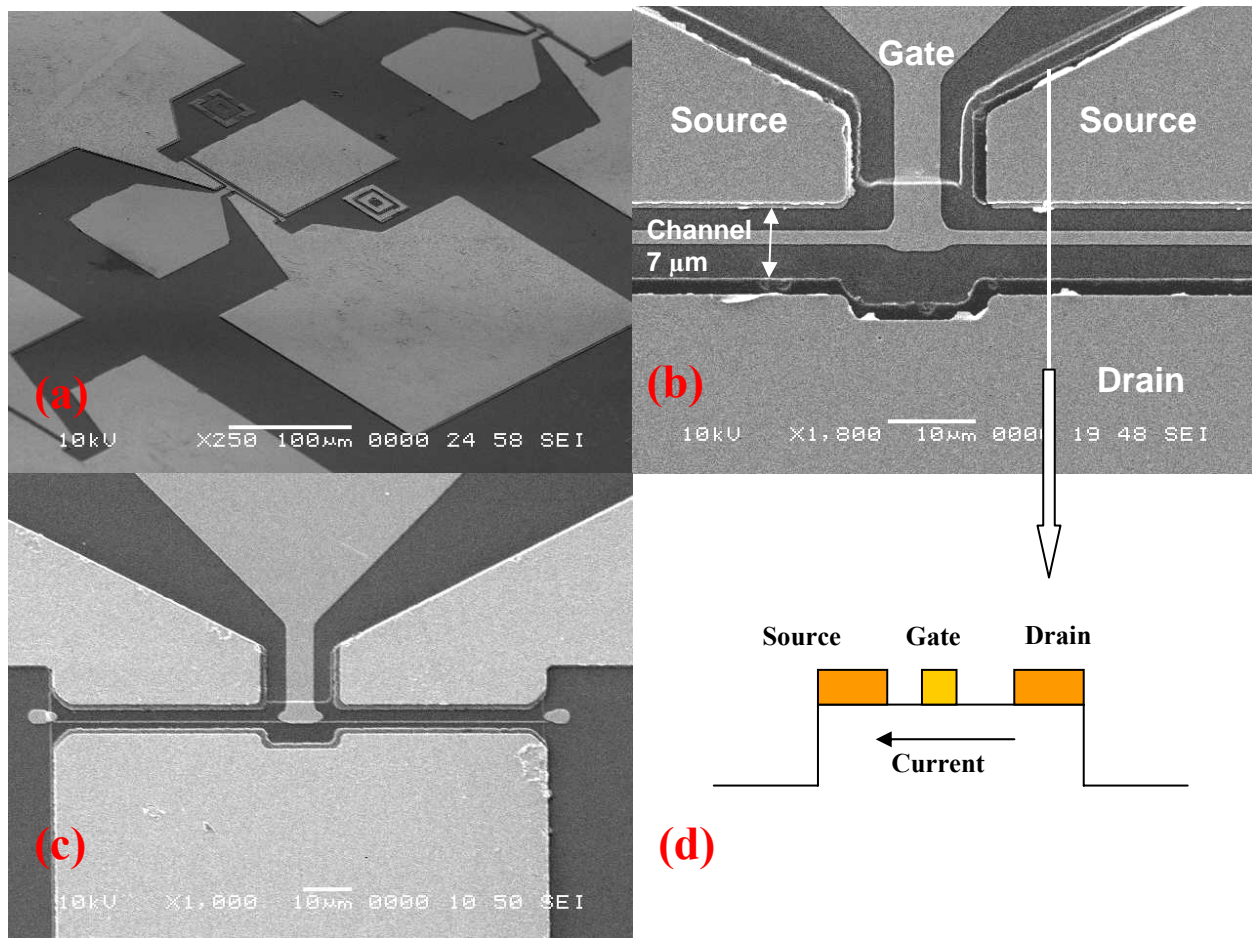 (a)
10kV X250 100μm 0000 24 58 SEI
Gate
Source Source
Channel
7 μm
Drain
(b)
10kV X1,800 10μm 000 19 48 SEI
(c)
10kV X1,000 10μm 0000 10 50 SEI
Source Gate Drain
Current
(d)